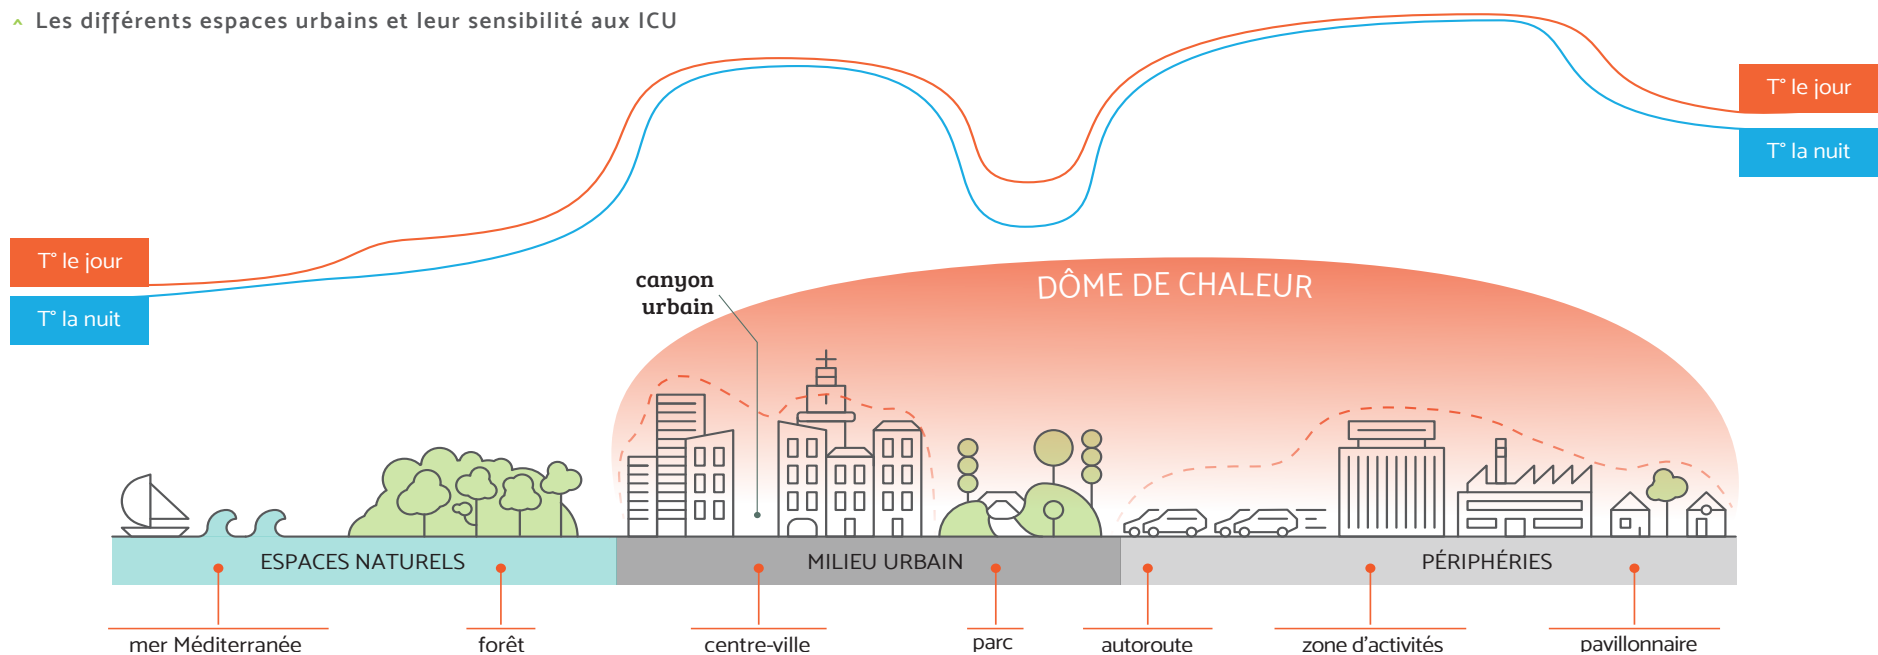 Les différents espaces urbains et leur sensibilité aux ICU
T° le jour
T° la nuit
T° le jour
T° la nuit
canyon
urbain
DÔME DE CHALEUR
ESPACES NATURELS
MILIEU URBAIN
PÉRIPHÉRIES
mer Méditerranée
forêt
centre-ville
parc
autoroute
zone d'activités
pavillonnaire